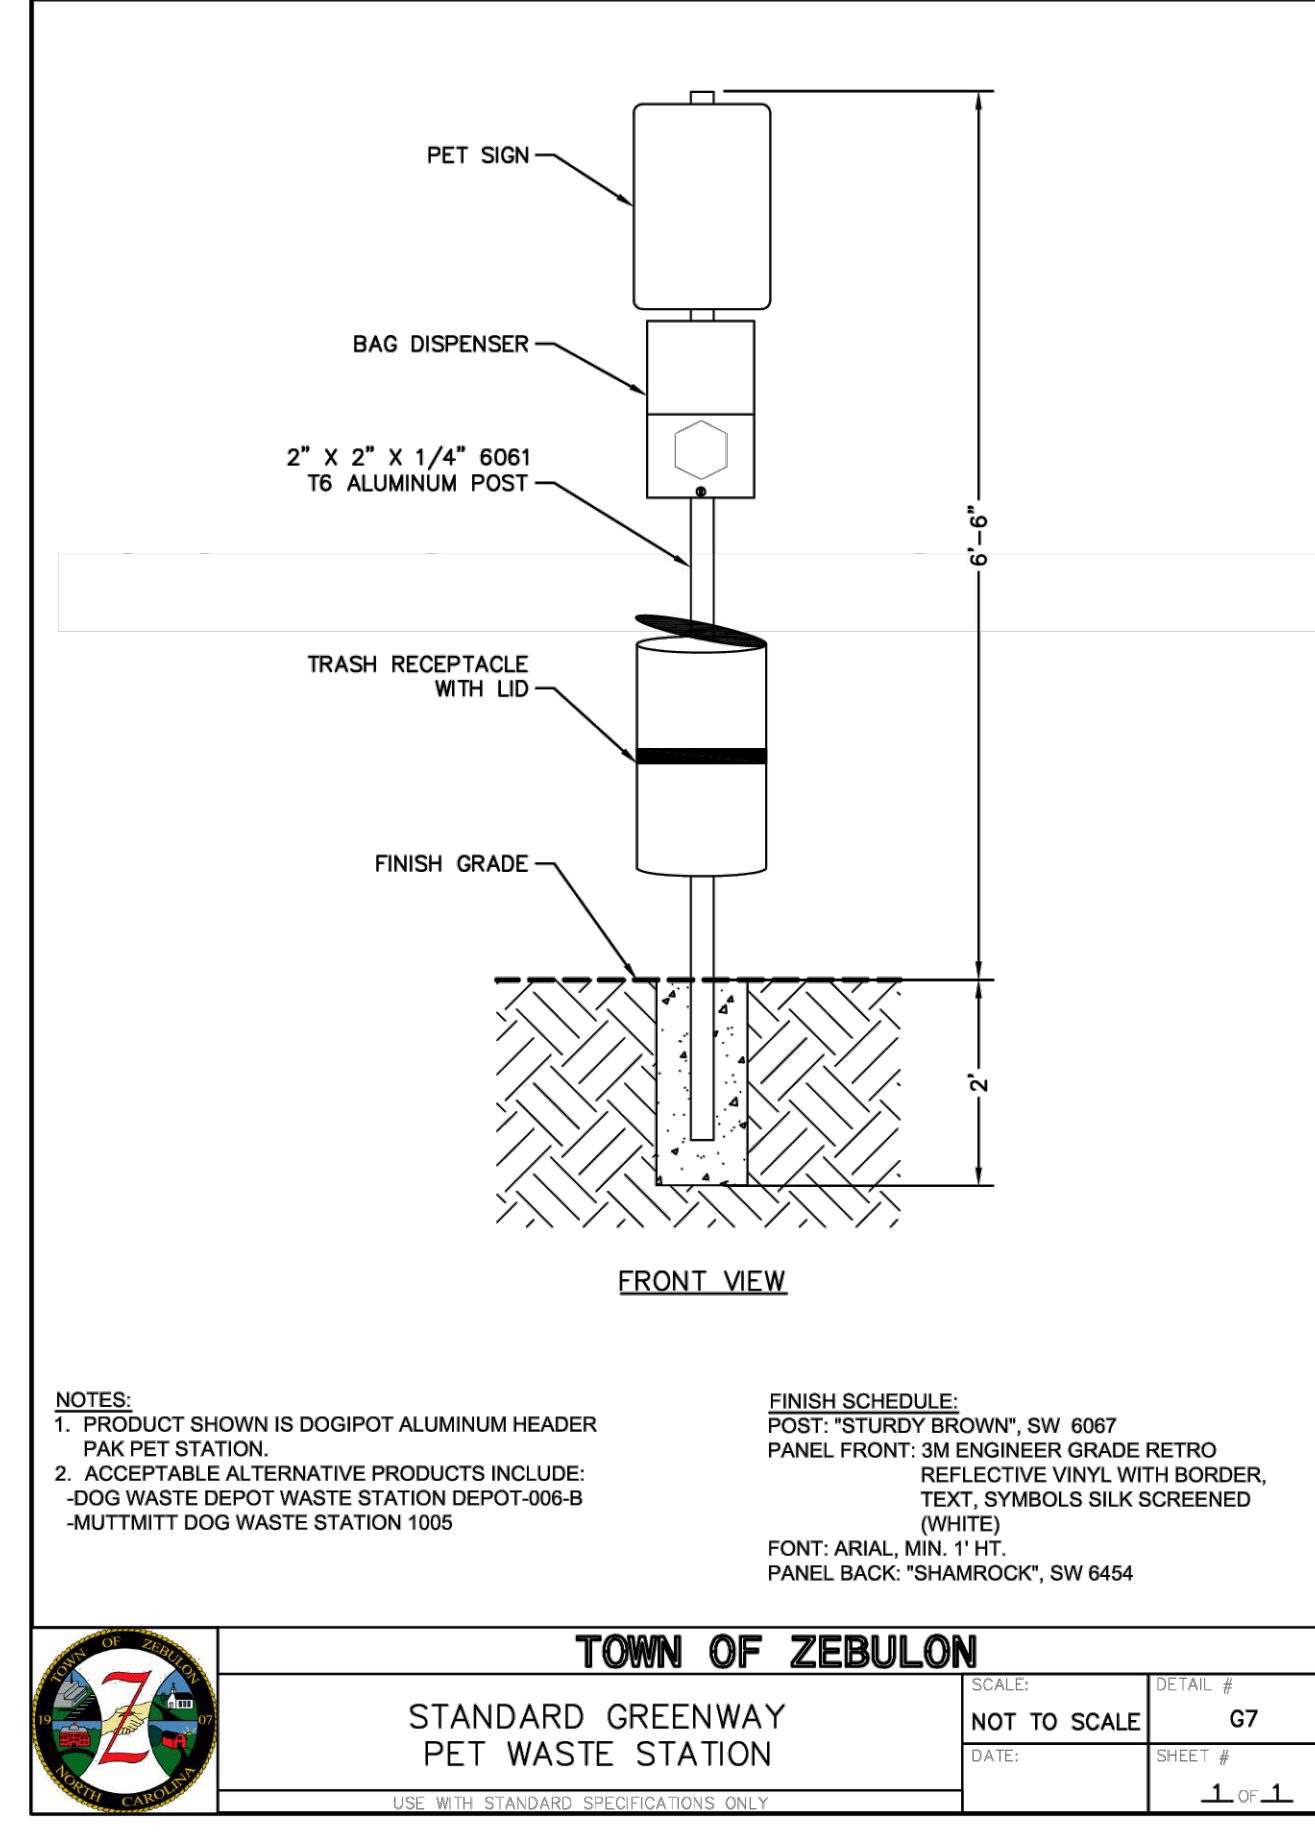 PET SIGN
BAG DISPENSER
2" X 2" X 1/4" 6061
T6 ALUMINUM POST
6'-6"
TRASH RECEPTACLE
WITH LID
FINISH GRADE
2'
FRONT VIEW
NOTES:
1. PRODUCT SHOWN IS DOGIPOT ALUMINUM HEADER
PAK PET STATION.
2. ACCEPTABLE ALTERNATIVE PRODUCTS INCLUDE:
-DOG WASTE DEPOT WASTE STATION DEPOT-006-B
-MUTTMITT DOG WASTE STATION 1005
FINISH SCHEDULE:
POST: "STURDY BROWN", SW 6067
PANEL FRONT: 3M ENGINEER GRADE RETRO
REFLECTIVE VINYL WITH BORDER,
TEXT, SYMBOLS SILK SCREENED
(WHITE)
FONT: ARIAL, MIN. 1' HT.
PANEL BACK: "SHAMROCK", SW 6454
TOWN OF ZEBULON
19 Z 07
NORTH CAROLINA
TOWN OF ZEBULON
STANDARD GREENWAY
PET WASTE STATION
USE WITH STANDARD SPECIFICATIONS ONLY
SCALE:
NOT TO SCALE
DETAIL #
G7
DATE:
SHEET #
1 OF 1